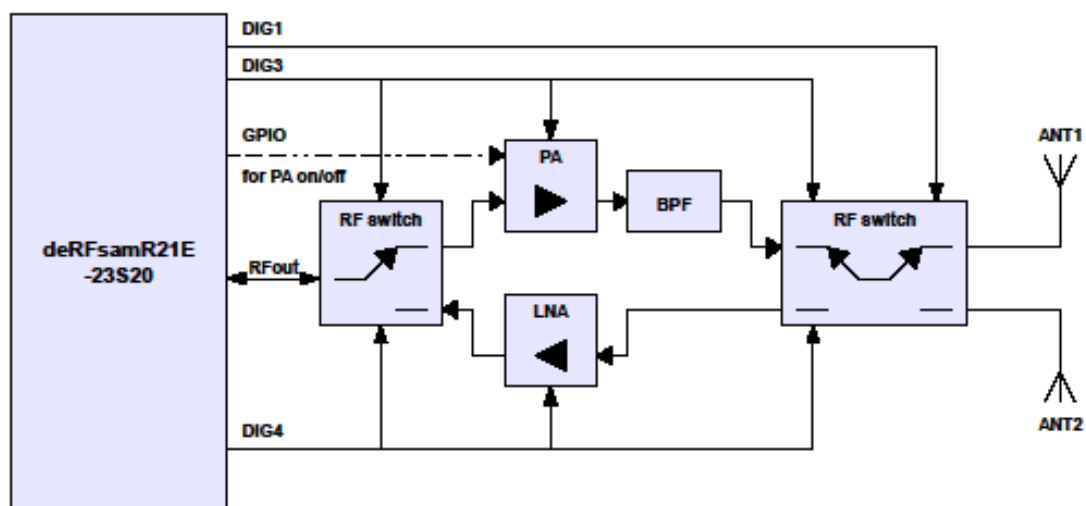 DIG1
DIG3
GPIO
for PA on/off
deRFsamR21E
-23S20
RFout
RF switch
PA
BPF
RF switch
LNA
DIG4
ANT1
ANT2